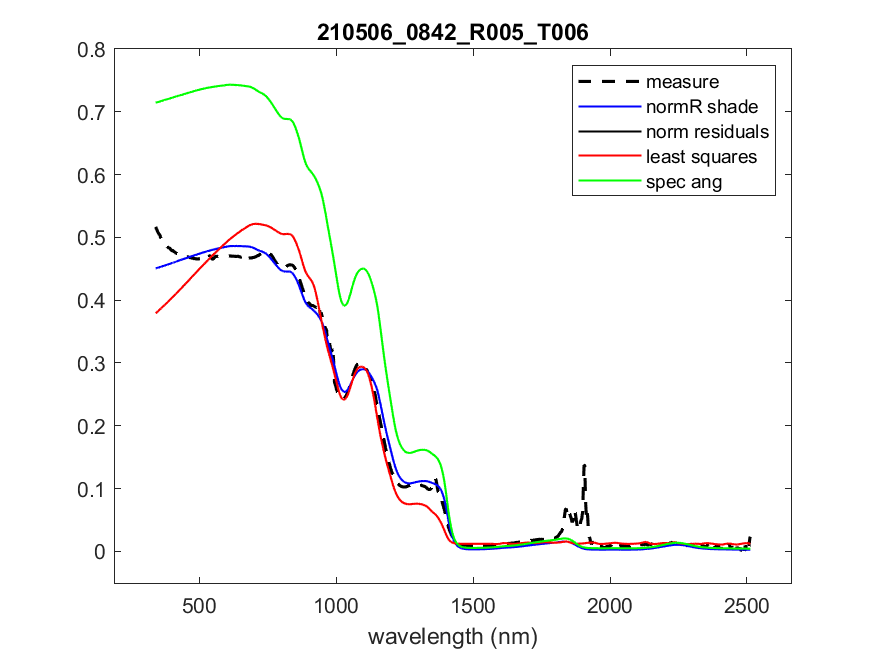 210506_0842_R005_T006
0.8
0.7
0.6
0.5
0.4
0.3
0.2
0.1
0
measure
normR shade
norm residuals
least squares
spec ang
500 1000 1500 2000 2500
wavelength (nm)